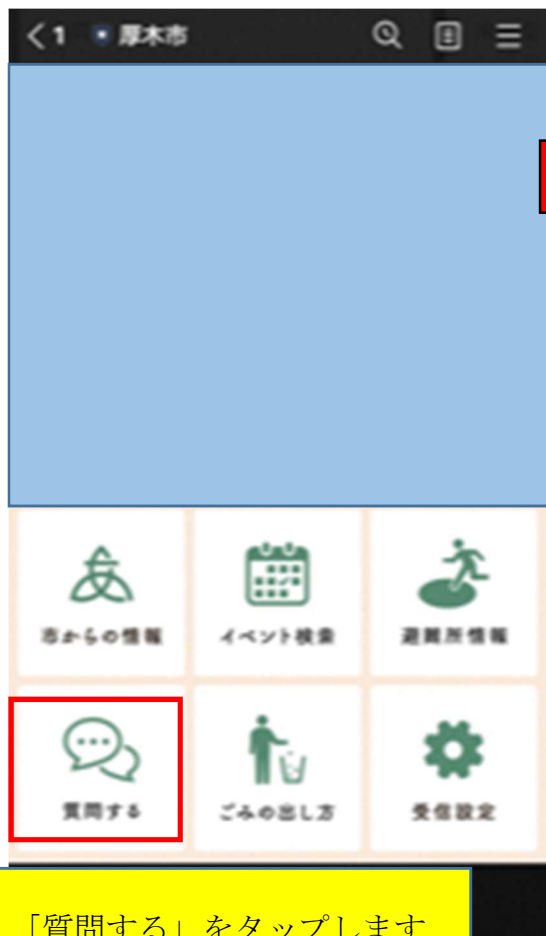 1 厚木市
市からの情報
イベント検索
避難所情報
質問する
ごみの出し方
受信設定
「質問する」をタップします